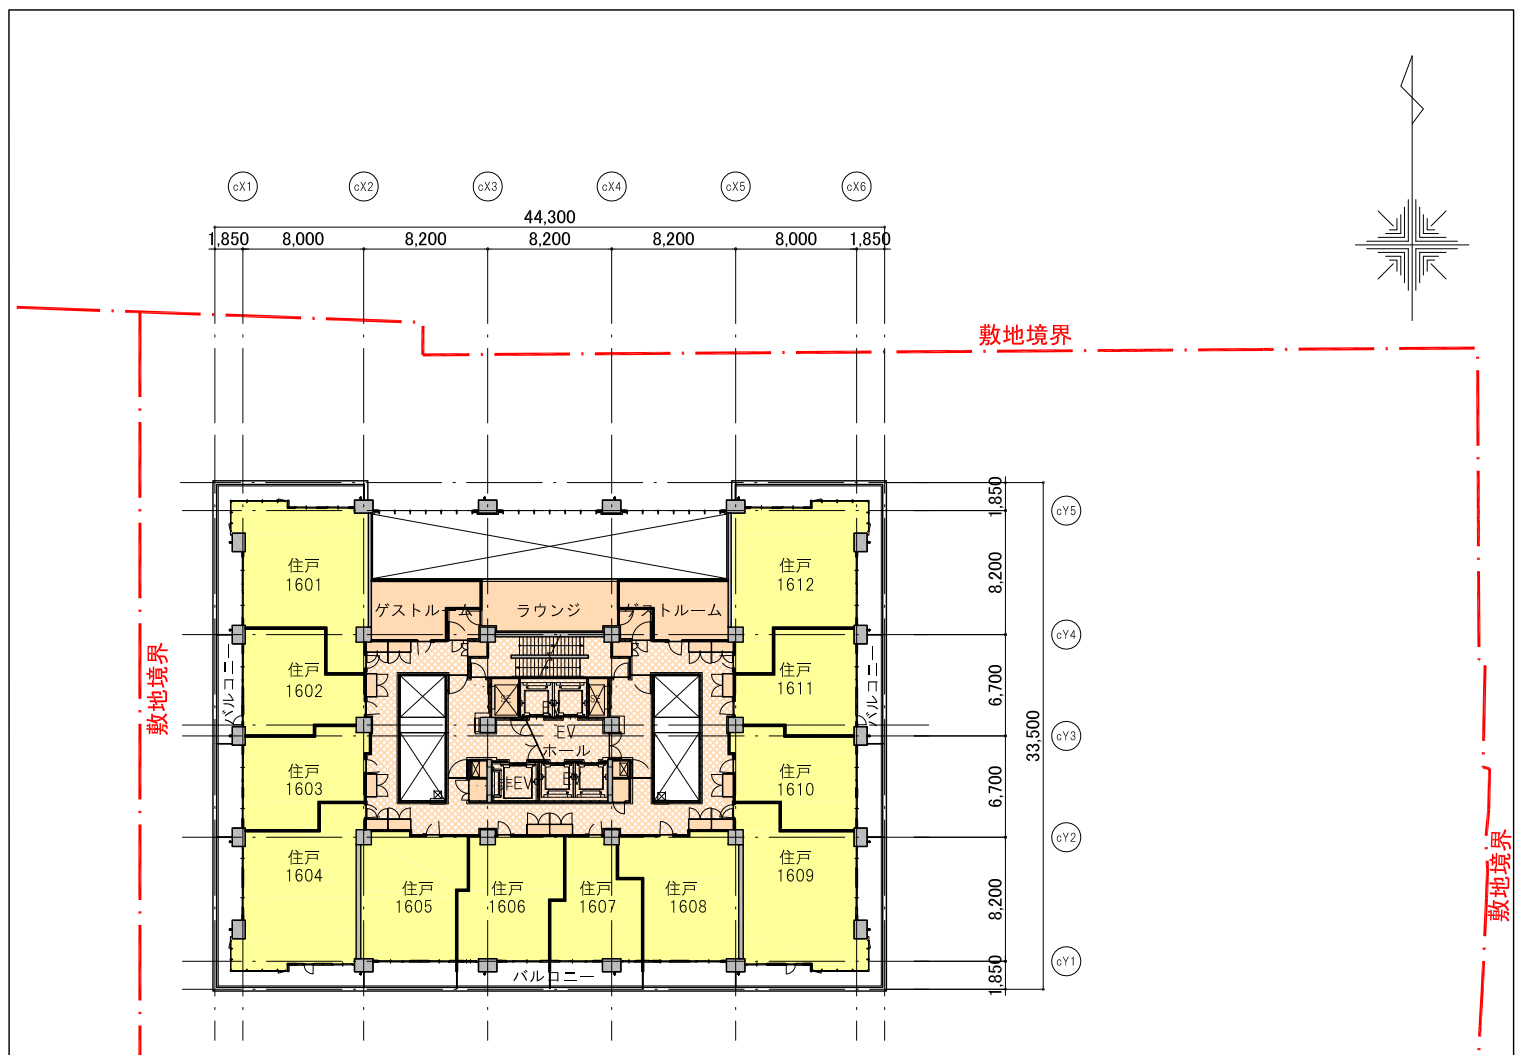 cX1
cX2
cX3
cX4
cX5
cX6
44,300
1,850
8,000
8,200
8,200
8,200
8,000
1,850
敷地境界
敷地境界
敷地境界
1,850
8,200
6,700
6,700
8,200
1,850
33,500
cY5
cY4
cY3
cY2
cY1
住戸
1601
住戸
1612
ゲストルーム
ラウンジ
ゲストルーム
住戸
1602
住戸
1611
バルコニー
バルコニー
EV
ホール
住戸
1603
非EV
EV
住戸
1610
住戸
1604
住戸
1609
住戸
1605
住戸
1606
住戸
1607
住戸
1608
バルコニー